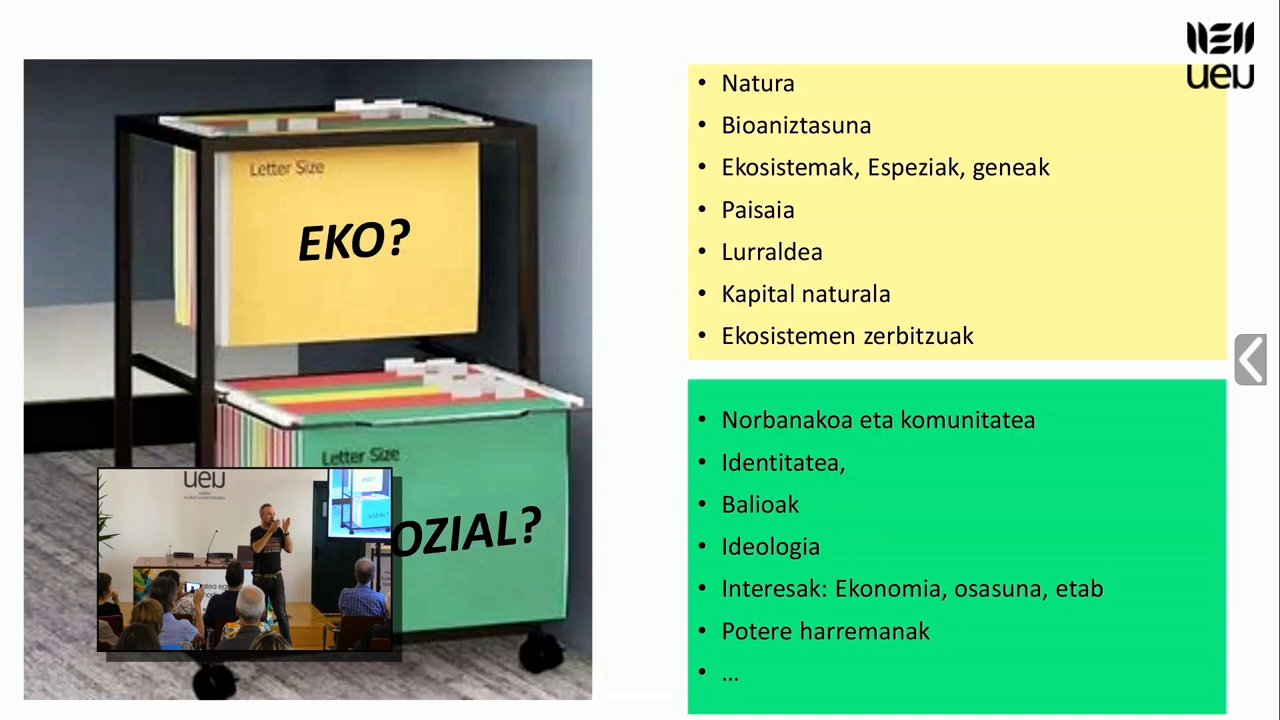 ueu
Letter Size
EKO?
Letter Size
OZIAL?
ueu
• Natura
• Bioaniztasuna
• Ekosistemak, Espeziak, geneak
• Paisaia
• Lurraldea
• Kapital naturala
• Ekosistemen zerbitzuak
• Norbanakoa eta komunitatea
• Identitatea,
• Balioak
• Ideologia
• Interesak: Ekonomia, osasuna, etab
• Potere harremanak
• ...